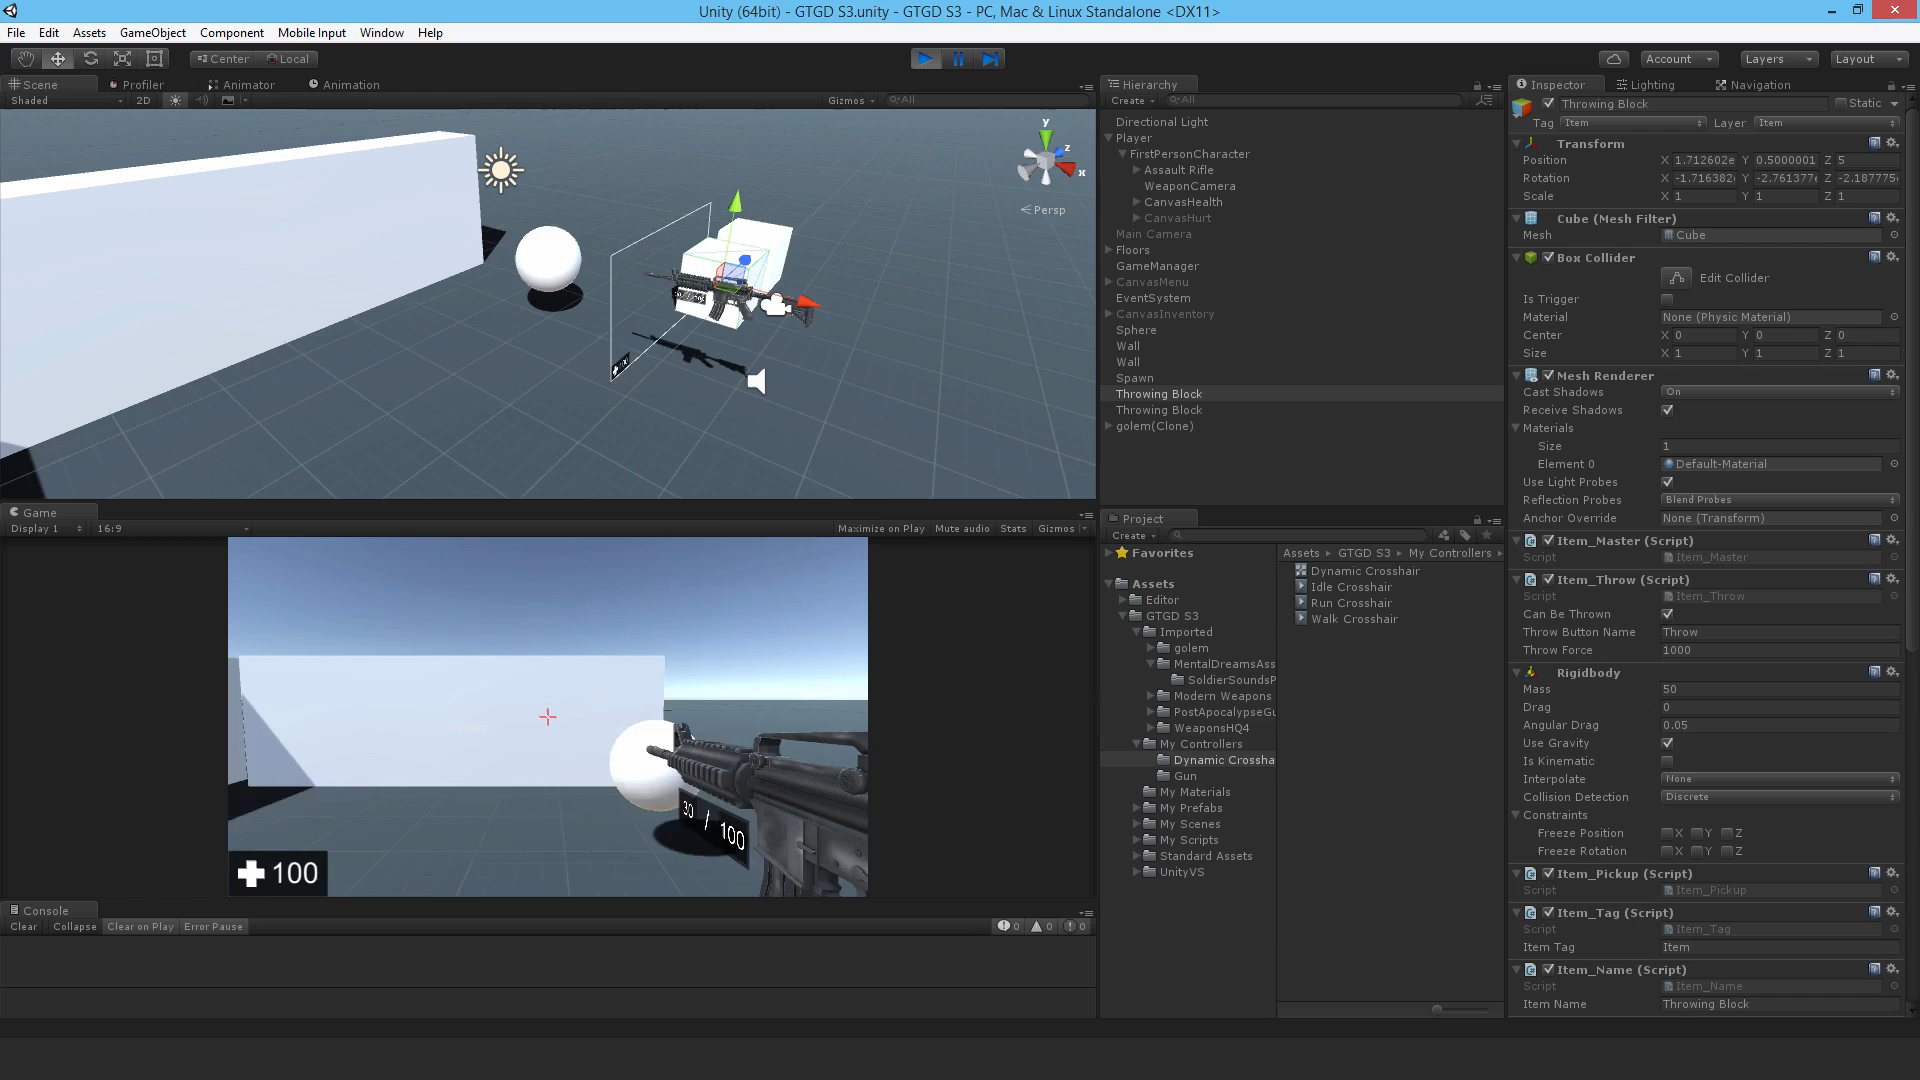 Unity (64bit) - GTGD S3.unity - GTGD S3 - PC, Mac & Linux Standalone <DX11>
File Edit Assets GameObject Component Mobile Input Window Help
Center Local Account Layers Layout
Scene Profiler Animator Animation
Shaded 2D Gizmos All
y
z
x
Persp
Game
Display 1 16:9 Maximize on Play Mute audio Stats Gizmos
30 / 100
100
Console
Clear Collapse Clear on Play Error Pause 0 0 0
Hierarchy
Create All
Directional Light
Player
FirstPersonCharacter
Assault Rifle
WeaponCamera
CanvasHealth
CanvasHurt
Main Camera
Floors
GameManager
CanvasMenu
EventSystem
CanvasInventory
Sphere
Wall
Wall
Spawn
Throwing Block
Throwing Block
golem(Clone)
Project
Create
Favorites
Assets
Editor
GTGD S3
Imported
golem
MentalDreamsAss
SoldierSoundsP
Modern Weapons
PostApocalypseGu
WeaponsHQ4
My Controllers
Dynamic Crossha
Gun
My Materials
My Prefabs
My Scenes
My Scripts
Standard Assets
UnityVS
Assets GTGD S3 My Controllers
Dynamic Crosshair
Idle Crosshair
Run Crosshair
Walk Crosshair
Inspector Lighting Navigation
Throwing Block Static
Tag Item Layer Item
Transform
Position X 1.712602e Y 0.5000001 Z 5
Rotation X -1.716382 Y -2.761377 Z -2.187775
Scale X 1 Y 1 Z 1
Cube (Mesh Filter)
Mesh Cube
Box Collider
Edit Collider
Is Trigger
Material None (Physic Material)
Center X 0 Y 0 Z 0
Size X 1 Y 1 Z 1
Mesh Renderer
Cast Shadows On
Receive Shadows
Materials
Size 1
Element 0 Default-Material
Use Light Probes
Reflection Probes Blend Probes
Anchor Override None (Transform)
Item_Master (Script)
Script Item_Master
Item_Throw (Script)
Script Item_Throw
Can Be Thrown
Throw Button Name Throw
Throw Force 1000
Rigidbody
Mass 50
Drag 0
Angular Drag 0.05
Use Gravity
Is Kinematic
Interpolate None
Collision Detection Discrete
Constraints
Freeze Position X Y Z
Freeze Rotation X Y Z
Item_Pickup (Script)
Script Item_Pickup
Item_Tag (Script)
Script Item_Tag
Item Tag Item
Item_Name (Script)
Script Item_Name
Item Name Throwing Block